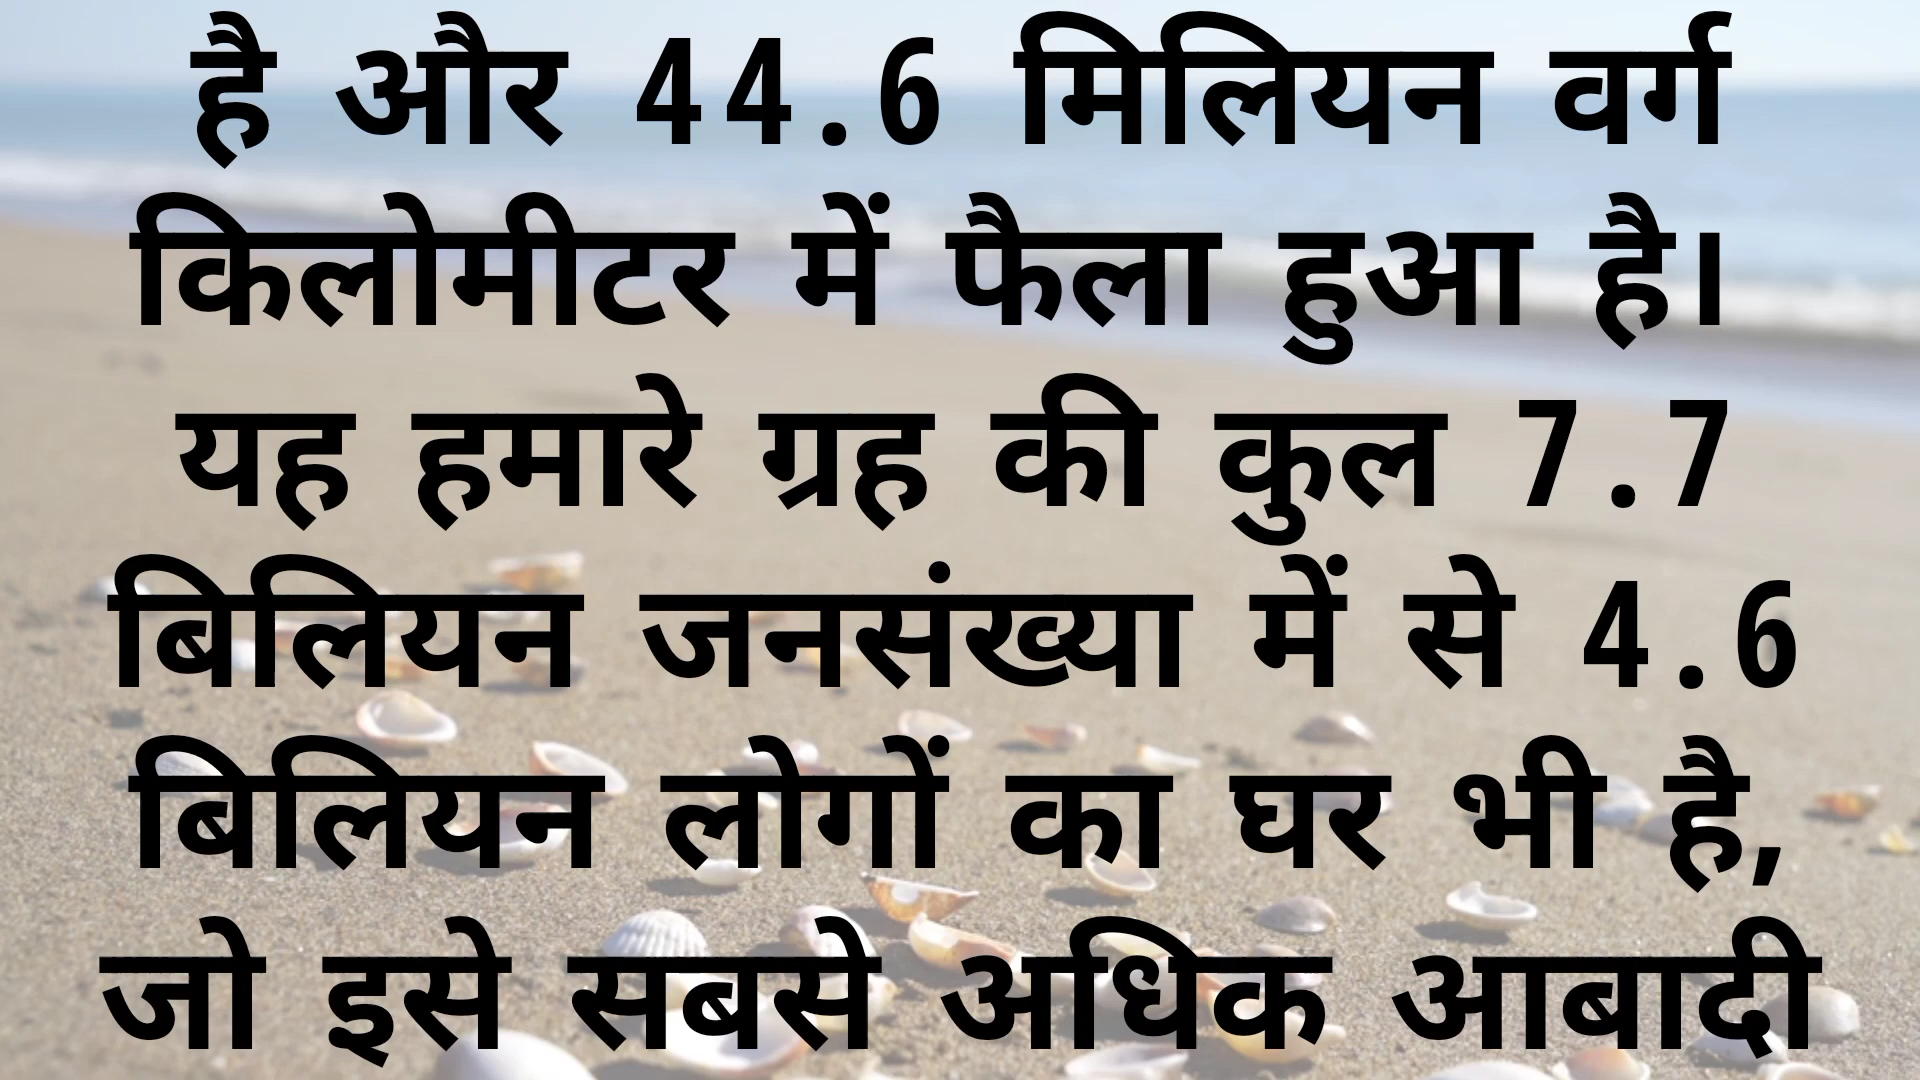 है और 44.6 मिलियन वर्ग
किलोमीटर में फैला हुआ है।
यह हमारे ग्रह की कुल 7.7
बिलियन जनसंख्या में से 4.6
बिलियन लोगों का घर भी है,
जो इसे सबसे अधिक आबादी